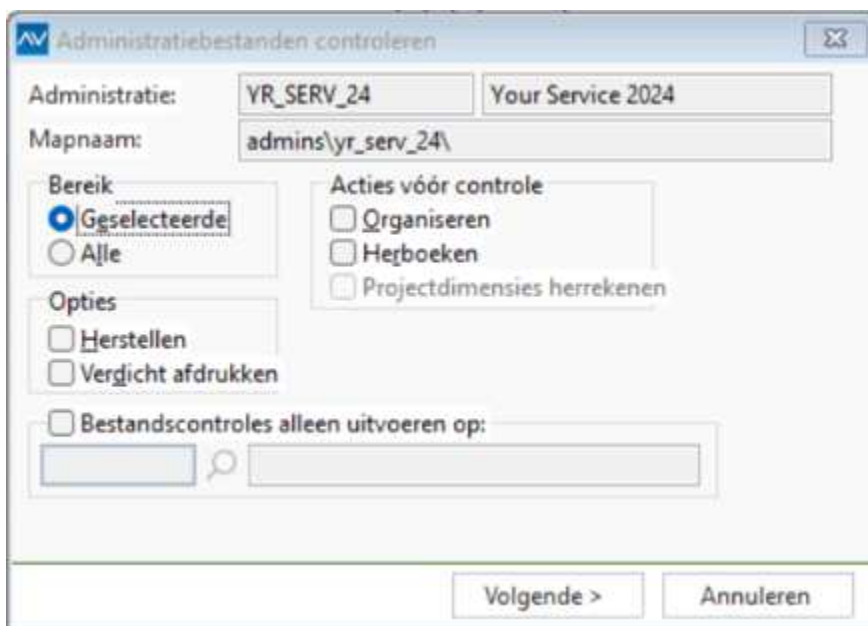 Administratiebestanden controleren
Administratie: YR_SERV_24 Your Service 2024
Mapnaam: admins\yr_serv_24\
Bereik
Geselecteerde
Alle
Acties vóór controle
Organiseren
Herboeken
Projectdimensies herrekenen
Opties
Herstellen
Verdicht afdrukken
Bestandscontroles alleen uitvoeren op:
Volgende > Annuleren